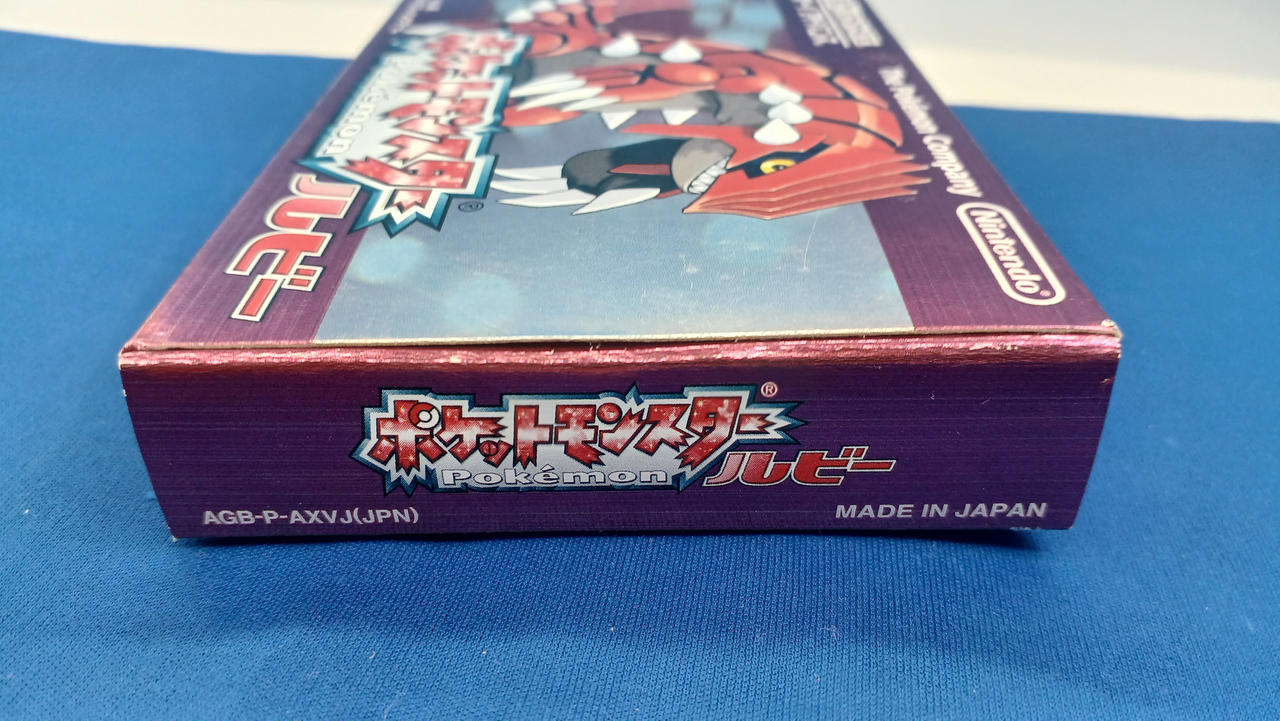 ポケットモンスター
Pokémon
ルビー
The Pokémon Company
Nintendo®
ポケットモンスター®
Pokémon
ルビー
AGB-P-AXVJ(JPN)
MADE IN JAPAN